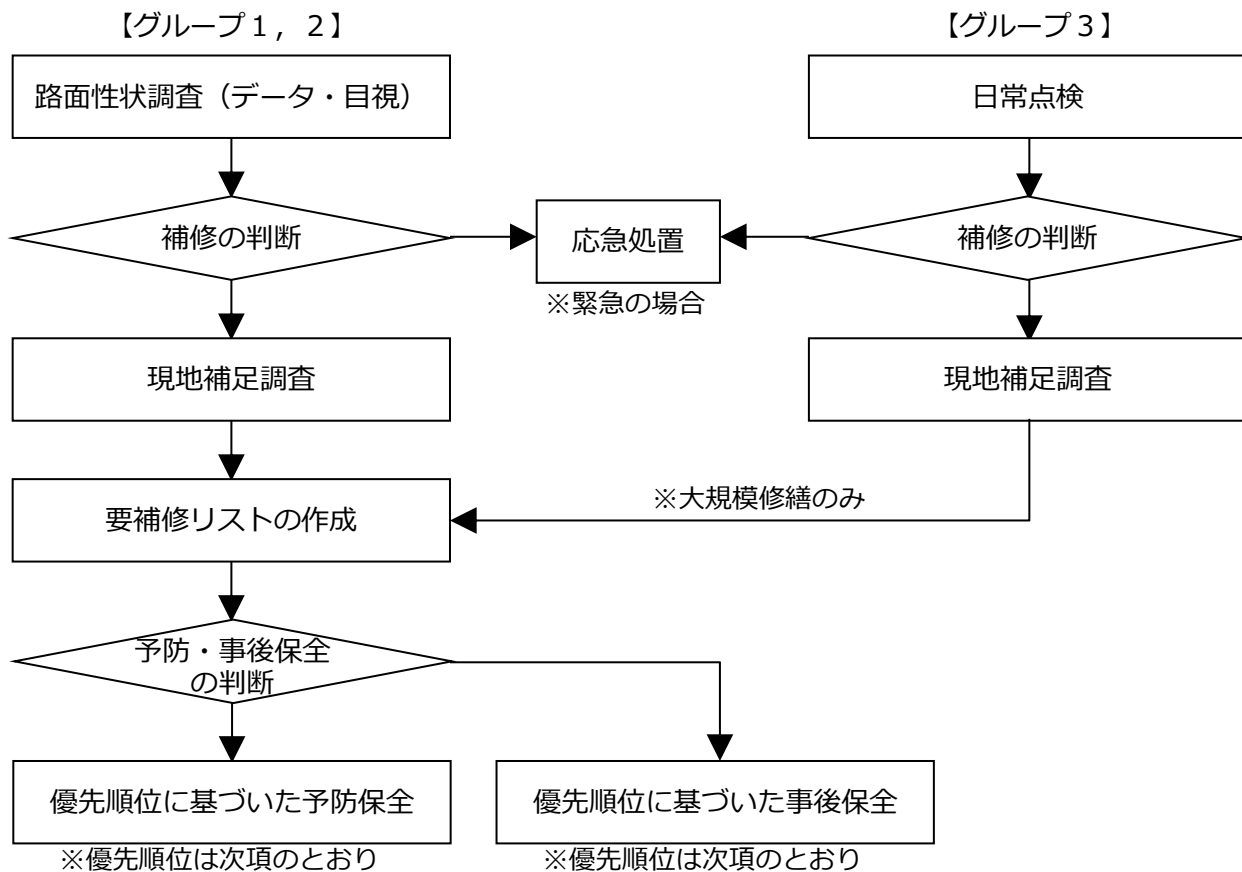 【グループ１，２】
【グループ３】
路面性状調査（データ・目視）
日常点検
補修の判断
応急処置
補修の判断
※緊急の場合
現地補足調査
現地補足調査
※大規模修繕のみ
要補修リストの作成
予防・事後保全
の判断
優先順位に基づいた予防保全
優先順位に基づいた事後保全
※優先順位は次項のとおり
※優先順位は次項のとおり